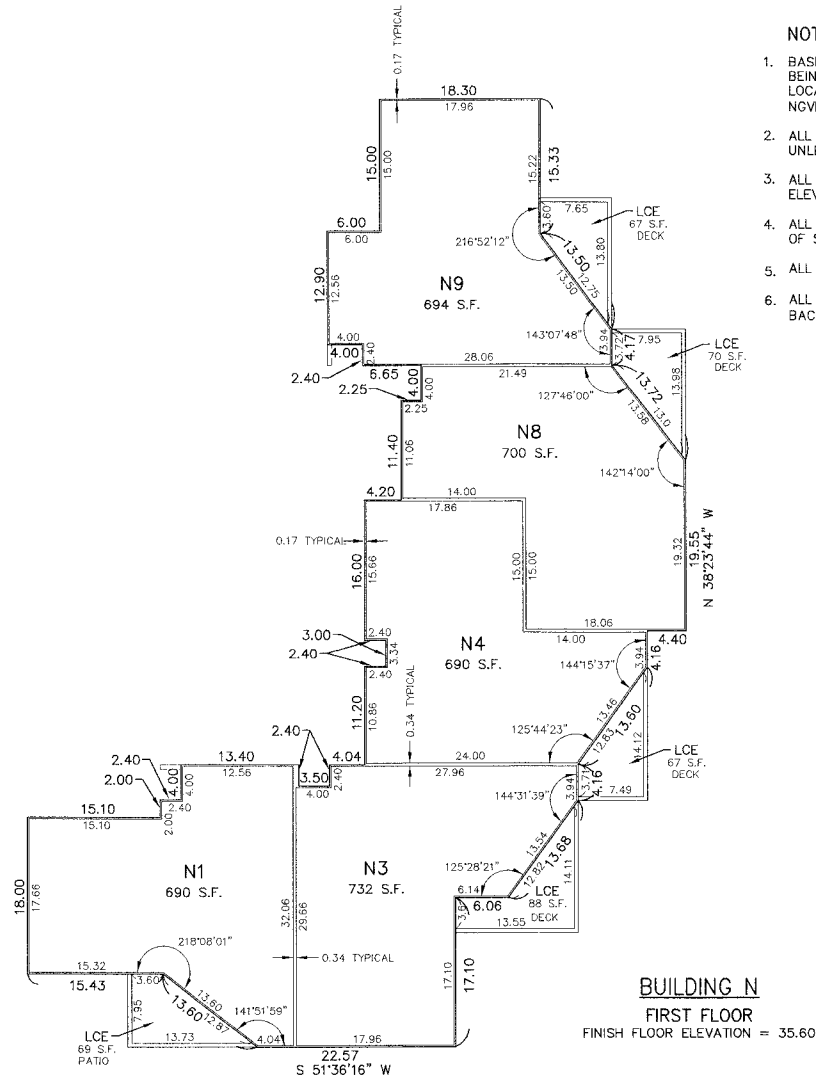 0.17 TYPICAL
18.30
17.96
15.00
15.00
15.22
15.33
7.65
3.60
LCE
67 S.F.
DECK
13.80
216°52'12"
13.50
12.75
13.50
6.00
6.00
N9
694 S.F.
12.90
12.56
143°07'48"
4.00
4.00
2.40
2.40
3.94
3.72
4.17
7.95
LCE
70 S.F.
DECK
13.98
6.65
4.00
4.00
28.06
21.49
2.25
2.25
127°46'00"
13.72
13.0
13.58
N8
700 S.F.
11.40
11.06
142°14'00"
4.20
14.00
17.86
0.17 TYPICAL
16.00
15.66
15.00
15.00
19.32
19.55
N 38°23'44" W
3.00
2.40
2.40
3.34
2.40
N4
690 S.F.
18.06
14.00
4.40
3.94
4.16
144°15'37"
11.20
10.86
0.34 TYPICAL
125°44'23"
13.46
13.60
12.83
14.12
LCE
67 S.F.
DECK
7.49
2.40
4.04
24.00
27.96
2.40
13.40
12.56
3.50
4.00
2.40
3.94
3.71
4.16
2.00
4.00
4.00
2.40
2.00
144°31'39"
15.10
15.10
N1
690 S.F.
N3
732 S.F.
13.54
13.68
12.82
14.11
125°28'21"
6.14
6.06
LCE
88 S.F.
DECK
13.55
18.00
17.66
32.06
29.66
0.34 TYPICAL
17.10
17.10
218°08'01"
15.32
15.43
3.60
13.60
13.60
12.87
141°51'59"
7.95
LCE
69 S.F.
PATIO
13.73
4.04
17.96
22.57
S 51°36'16" W
NOT
1. BASI
BEIN
LOCA
NGV
2. ALL
UNL
3. ALL
ELEV
4. ALL
OF S
5. ALL
6. ALL
BAC
BUILDING N
FIRST FLOOR
FINISH FLOOR ELEVATION = 35.60